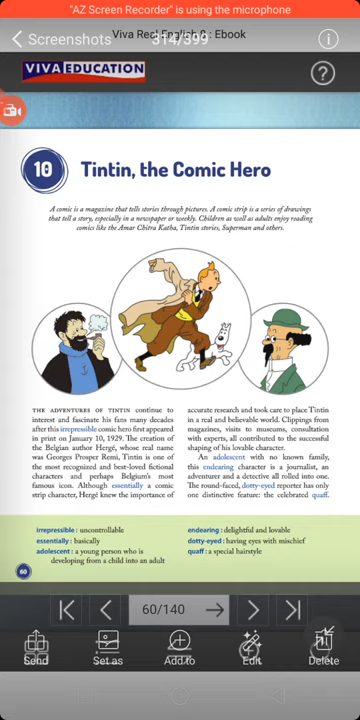 "AZ Screen Recorder" is using the microphone
Viva Real English 8 : Ebook
Screenshots
314/399
VIVA EDUCATION
10
Tintin, the Comic Hero
A comic is a magazine that tells stories through pictures. A comic strip is a series of drawings
that tell a story, especially in a newspaper or weekly. Children as well as adults enjoy reading
comics like the Amar Chitra Katha, Tintin stories, Superman and others.
THE ADVENTURES OF TINTIN continue to
interest and fascinate his fans many decades
after this irrepressible comic hero first appeared
in print on January 10, 1929. The creation of
the Belgian author Hergé, whose real name
was Georges Prosper Remi, Tintin is one of
the most recognized and best-loved fictional
characters and perhaps Belgium's most
famous icon. Although essentially a comic
strip character, Hergé knew the importance of
accurate research and took care to place Tintin
in a real and believable world. Clippings from
magazines, visits to museums, consultation
with experts, all contributed to the successful
shaping of his lovable character.
An adolescent with no known family,
this endearing character is a journalist, an
adventurer and a detective all rolled into one.
The round-faced, dotty-eyed reporter has only
one distinctive feature: the celebrated quaff.
irrepressible : uncontrollable
essentially : basically
adolescent : a young person who is
developing from a child into an adult
endearing : delightful and lovable
dotty-eyed : having eyes with mischief
quaff : a special hairstyle
60
60/140
Send
Set as
Add to
Edit
Delete